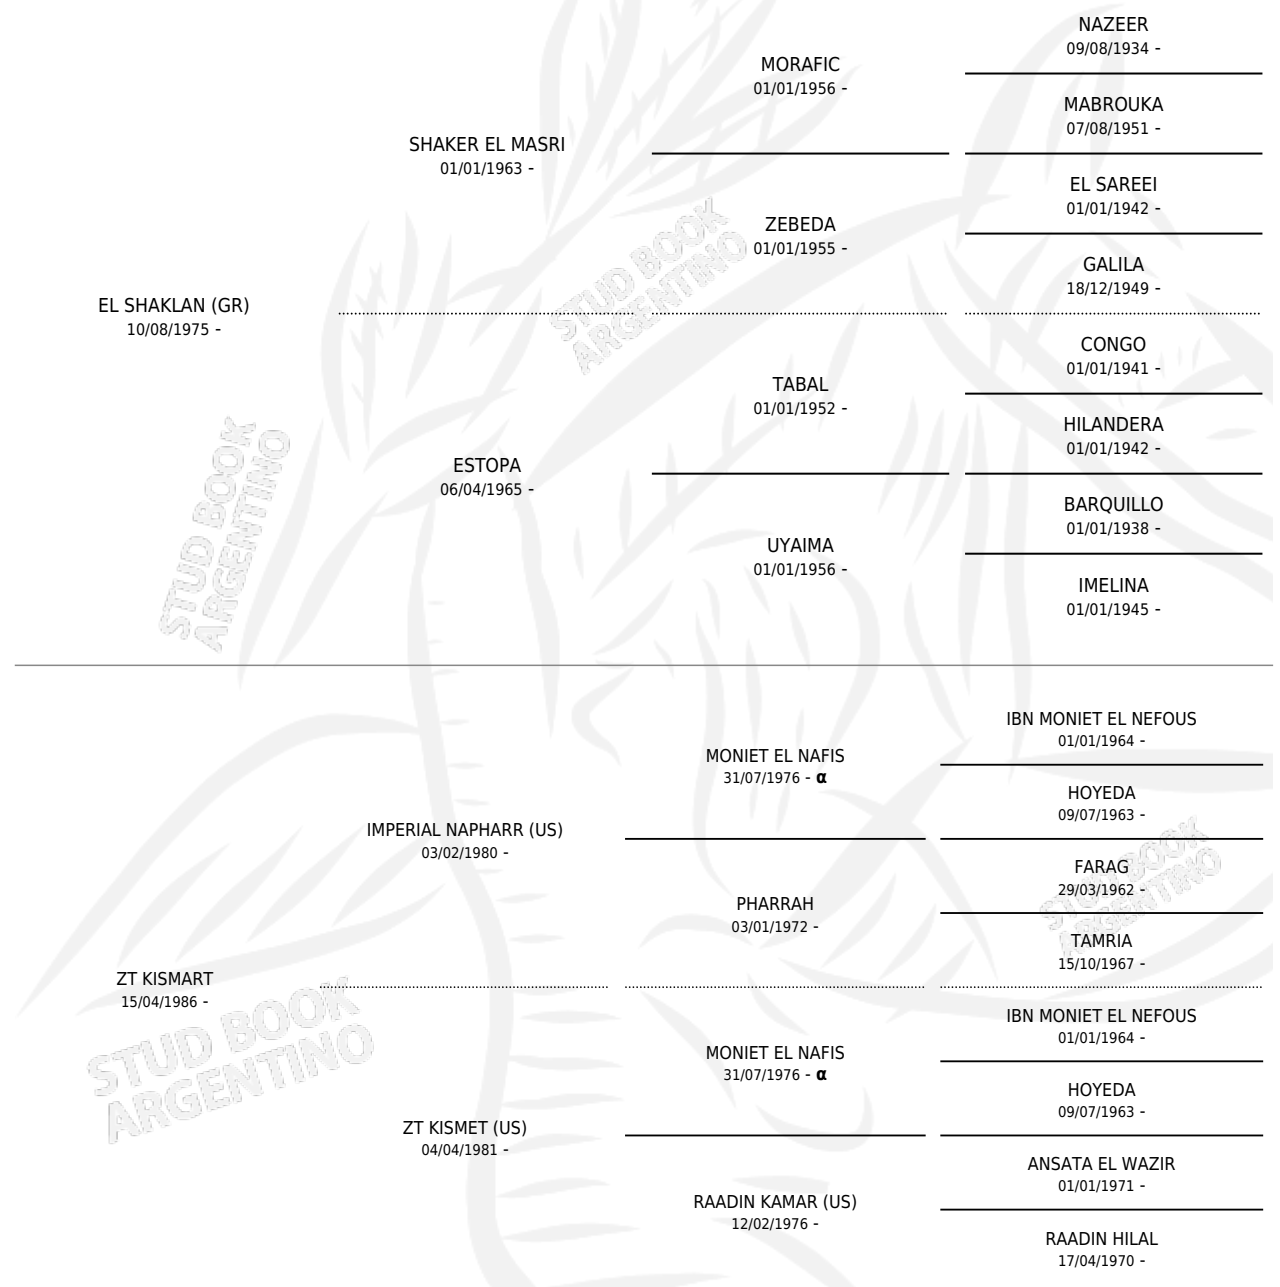 NAZEER
09/08/1934 -
MORAFIC
01/01/1956 -
MABROUKA
07/08/1951 -
SHAKER EL MASRI
01/01/1963 -
EL SAREEI
01/01/1942 -
ZEBEDA
01/01/1955 -
GALILA
18/12/1949 -
EL SHAKLAN (GR)
10/08/1975 -
CONGO
01/01/1941 -
TABAL
01/01/1952 -
HILANDERA
01/01/1942 -
ESTOPA
06/04/1965 -
BARQUILLO
01/01/1938 -
UYAIMA
01/01/1956 -
IMELINA
01/01/1945 -
STUD BOOK
ARGENTINO
STUD BOOK
ARGENTINO
IBN MONIET EL NEFOUS
01/01/1964 -
MONIET EL NAFIS
31/07/1976 - α
HOYEDA
09/07/1963 -
IMPERIAL NAPHARR (US)
03/02/1980 -
FARAG
29/03/1962 -
PHARRAH
03/01/1972 -
TAMRIA
15/10/1967 -
ZT KISMART
15/04/1986 -
IBN MONIET EL NEFOUS
01/01/1964 -
MONIET EL NAFIS
31/07/1976 - α
HOYEDA
09/07/1963 -
ZT KISMET (US)
04/04/1981 -
ANSATA EL WAZIR
01/01/1971 -
RAADIN KAMAR (US)
12/02/1976 -
RAADIN HILAL
17/04/1970 -
STUD BOOK
ARGENTINO
STUD BOOK
ARGENTINO